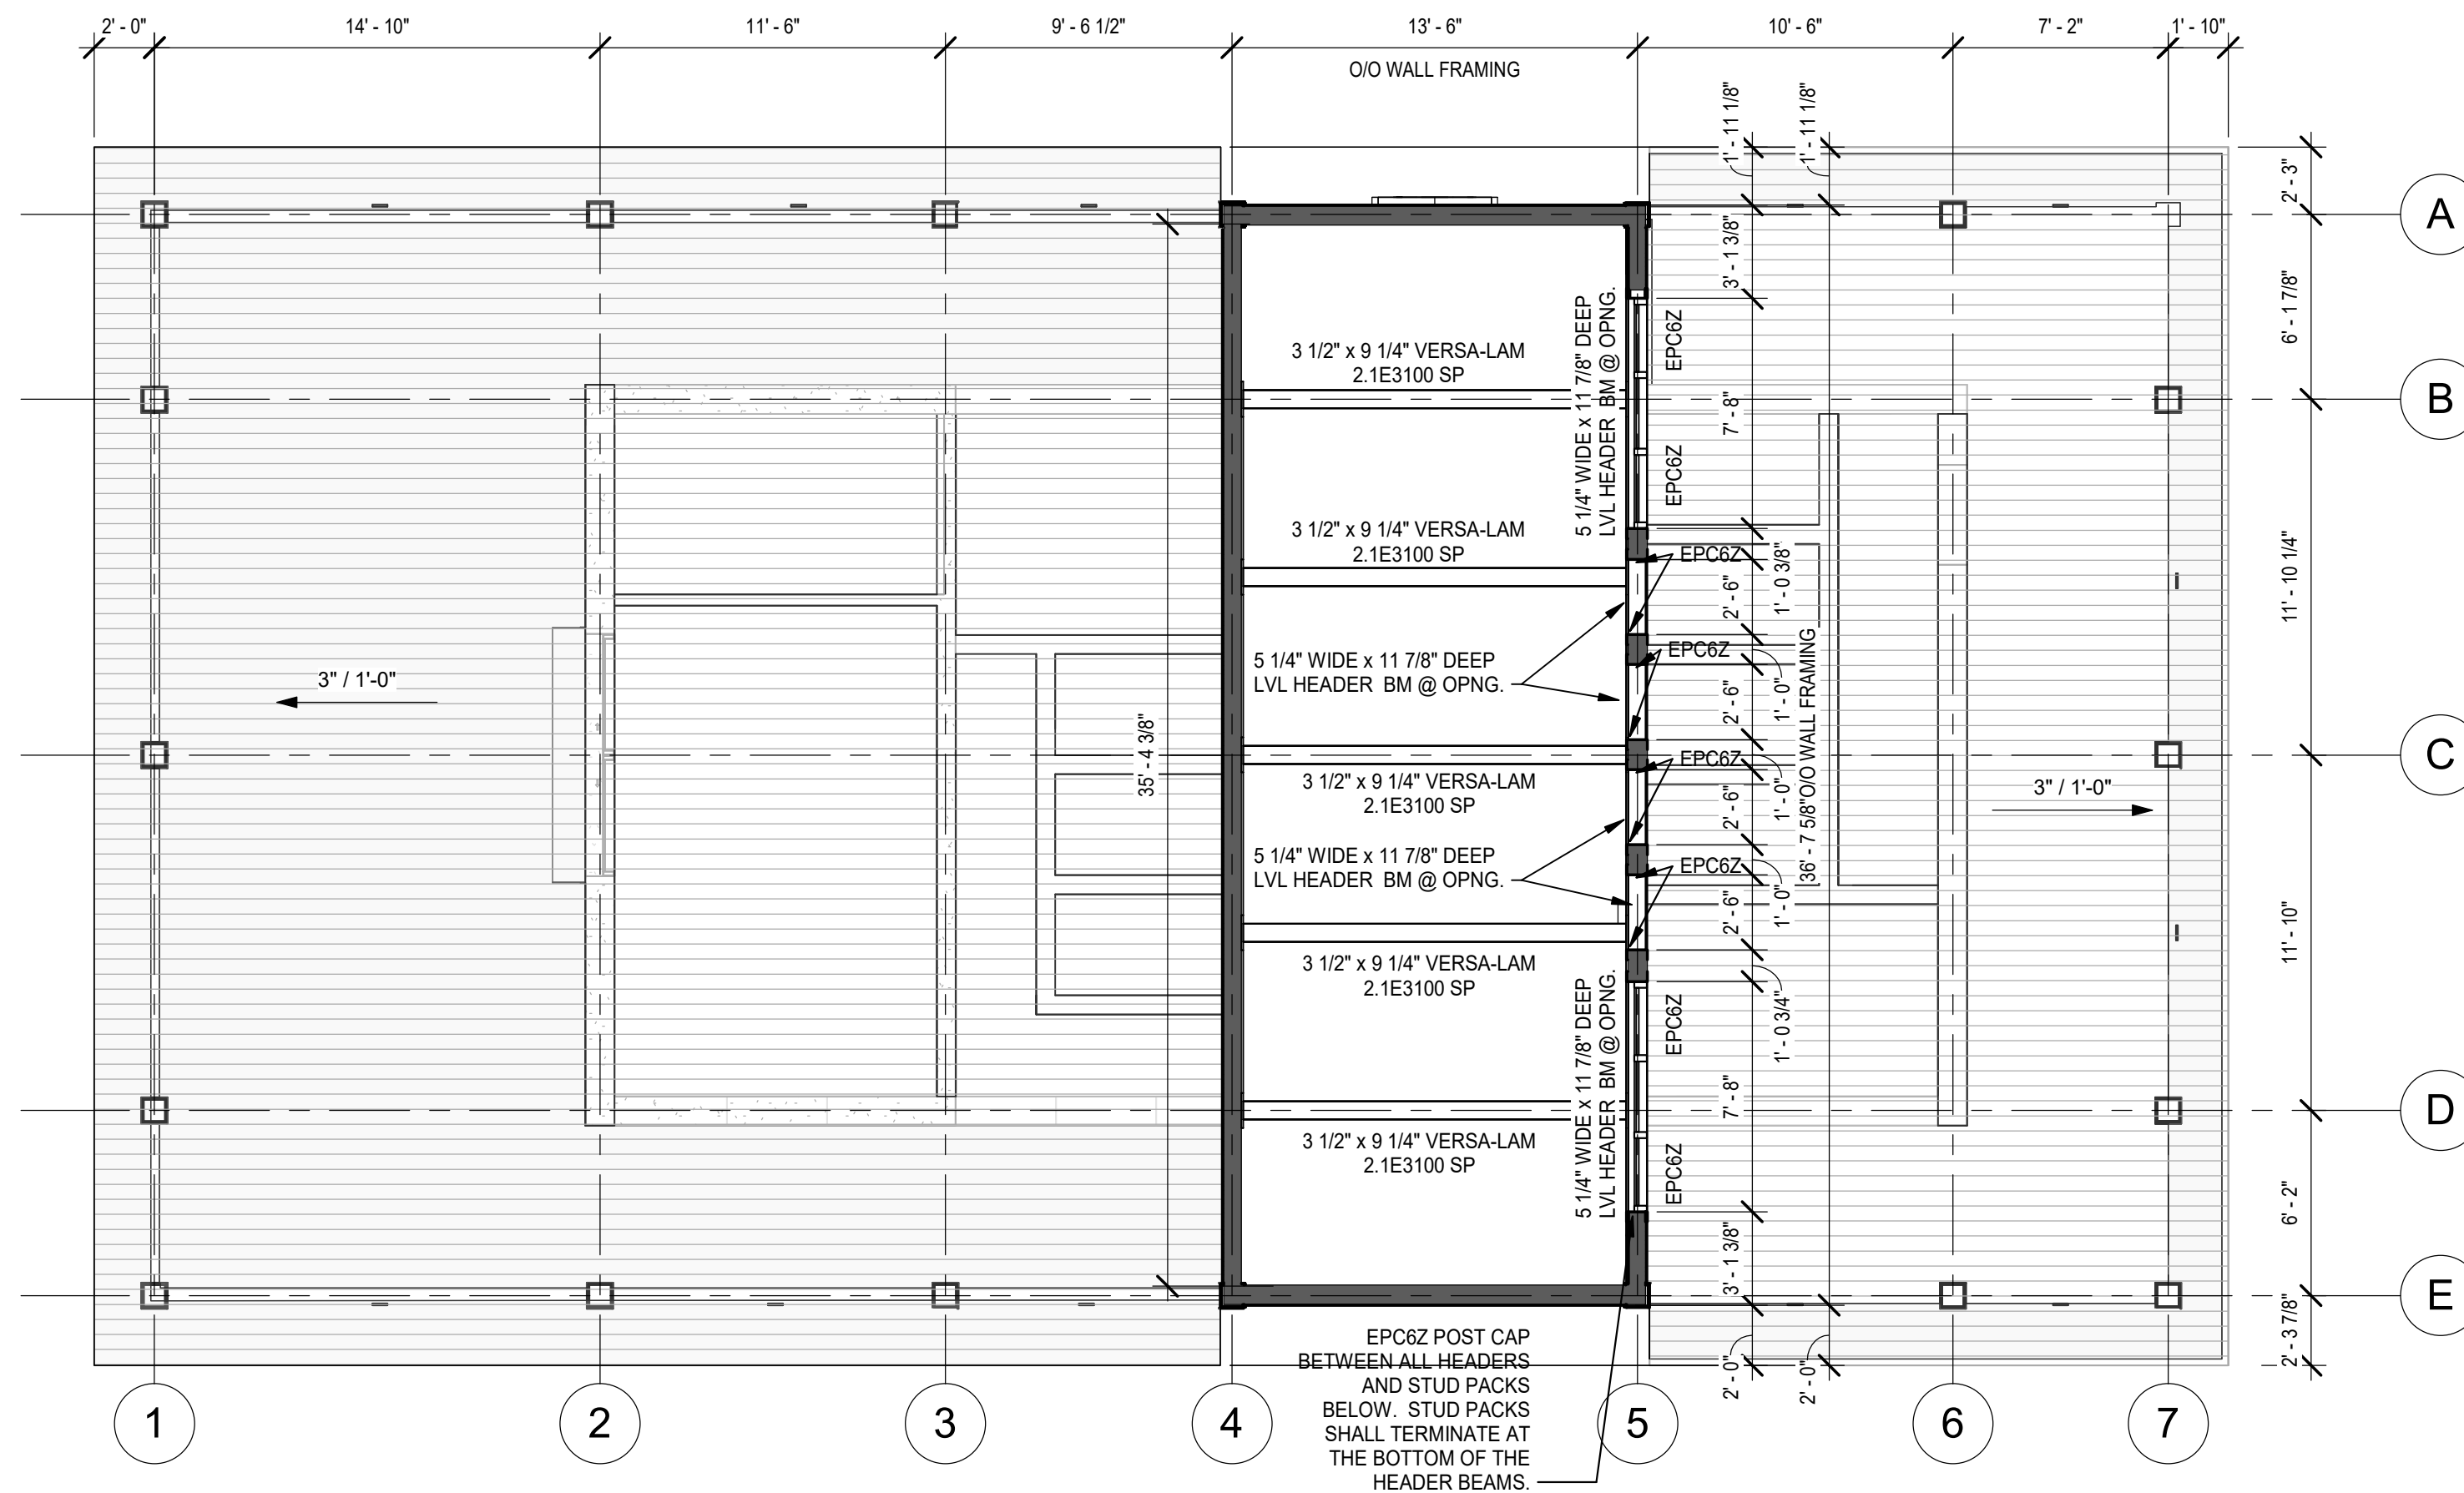 2' - 0"
14' - 10"
11' - 6"
9' - 6 1/2"
13' - 6"
10' - 6"
7' - 2"
1' - 10"
O/O WALL FRAMING
1' - 11 1/8"
1' - 11 1/8"
2' - 3"
A
3' - 1 3/8"
6' - 1 7/8"
5 1/4" WIDE x 11 7/8" DEEP
LVL HEADER BM @ OPNG.
EPC6Z
3 1/2" x 9 1/4" VERSA-LAM
2.1E3100 SP
B
7' - 8"
EPC6Z
3 1/2" x 9 1/4" VERSA-LAM
2.1E3100 SP
EPC6Z
2' - 6"
1' - 0 3/8"
11' - 10 1/4"
5 1/4" WIDE x 11 7/8" DEEP
LVL HEADER BM @ OPNG.
EPC6Z
3" / 1'-0"
2' - 6"
1' - 0"
36' - 7 5/8"O/O WALL FRAMING
35' - 4 3/8"
C
EPC6Z
3 1/2" x 9 1/4" VERSA-LAM
2.1E3100 SP
2' - 6"
1' - 0"
3" / 1'-0"
5 1/4" WIDE x 11 7/8" DEEP
LVL HEADER BM @ OPNG.
EPC6Z
2' - 6"
1' - 0"
11' - 10"
3 1/2" x 9 1/4" VERSA-LAM
2.1E3100 SP
5 1/4" WIDE x 11 7/8" DEEP
LVL HEADER BM @ OPNG.
EPC6Z
1' - 0 3/4"
7' - 8"
D
3 1/2" x 9 1/4" VERSA-LAM
2.1E3100 SP
EPC6Z
6' - 2"
3' - 1 3/8"
E
2' - 3 7/8"
2' - 0"
2' - 0"
EPC6Z POST CAP
BETWEEN ALL HEADERS
AND STUD PACKS
BELOW. STUD PACKS
SHALL TERMINATE AT
THE BOTTOM OF THE
HEADER BEAMS.
1
2
3
4
5
6
7